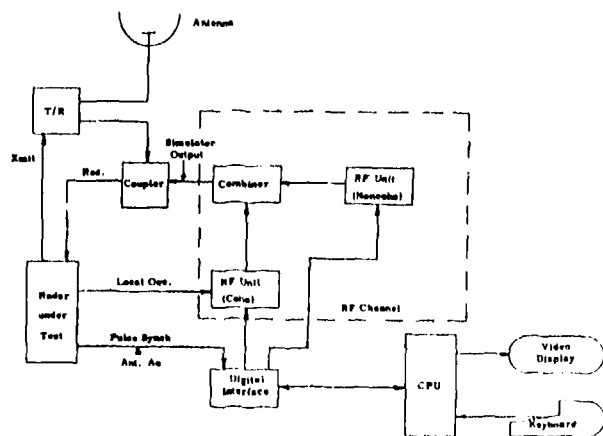 Antenna
T/R
Xmit
Simulator
Output
Rec.
Coupler
Combiner
RF Unit
(Noncoho)
Local Osc.
RF Unit
(Coho)
RF Channel
Radar
under
Test
Pulse Synch
Ant. Az
Digital
Interface
CPU
Video
Display
Keyboard